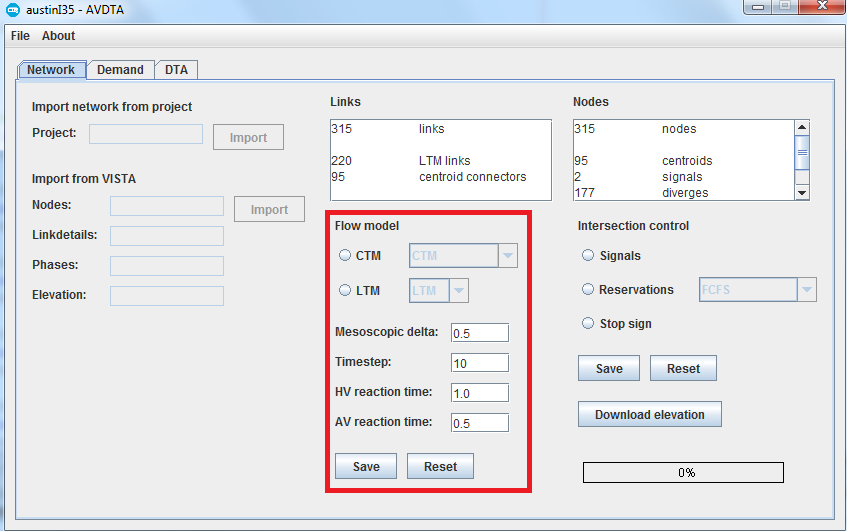 austinI35 - AVDTA
File About
Network Demand DTA
Import network from project
Project: Import
Import from VISTA
Nodes: Import
Linkdetails:
Phases:
Elevation:
Links
315 links
220 LTM links
95 centroid connectors
Nodes
315 nodes
95 centroids
2 signals
177 diverges
Flow model
CTM CTM
LTM LTM
Mesoscopic delta: 0.5
Timestep: 10
HV reaction time: 1.0
AV reaction time: 0.5
Save Reset
Intersection control
Signals
Reservations FCFS
Stop sign
Save Reset
Download elevation
0%